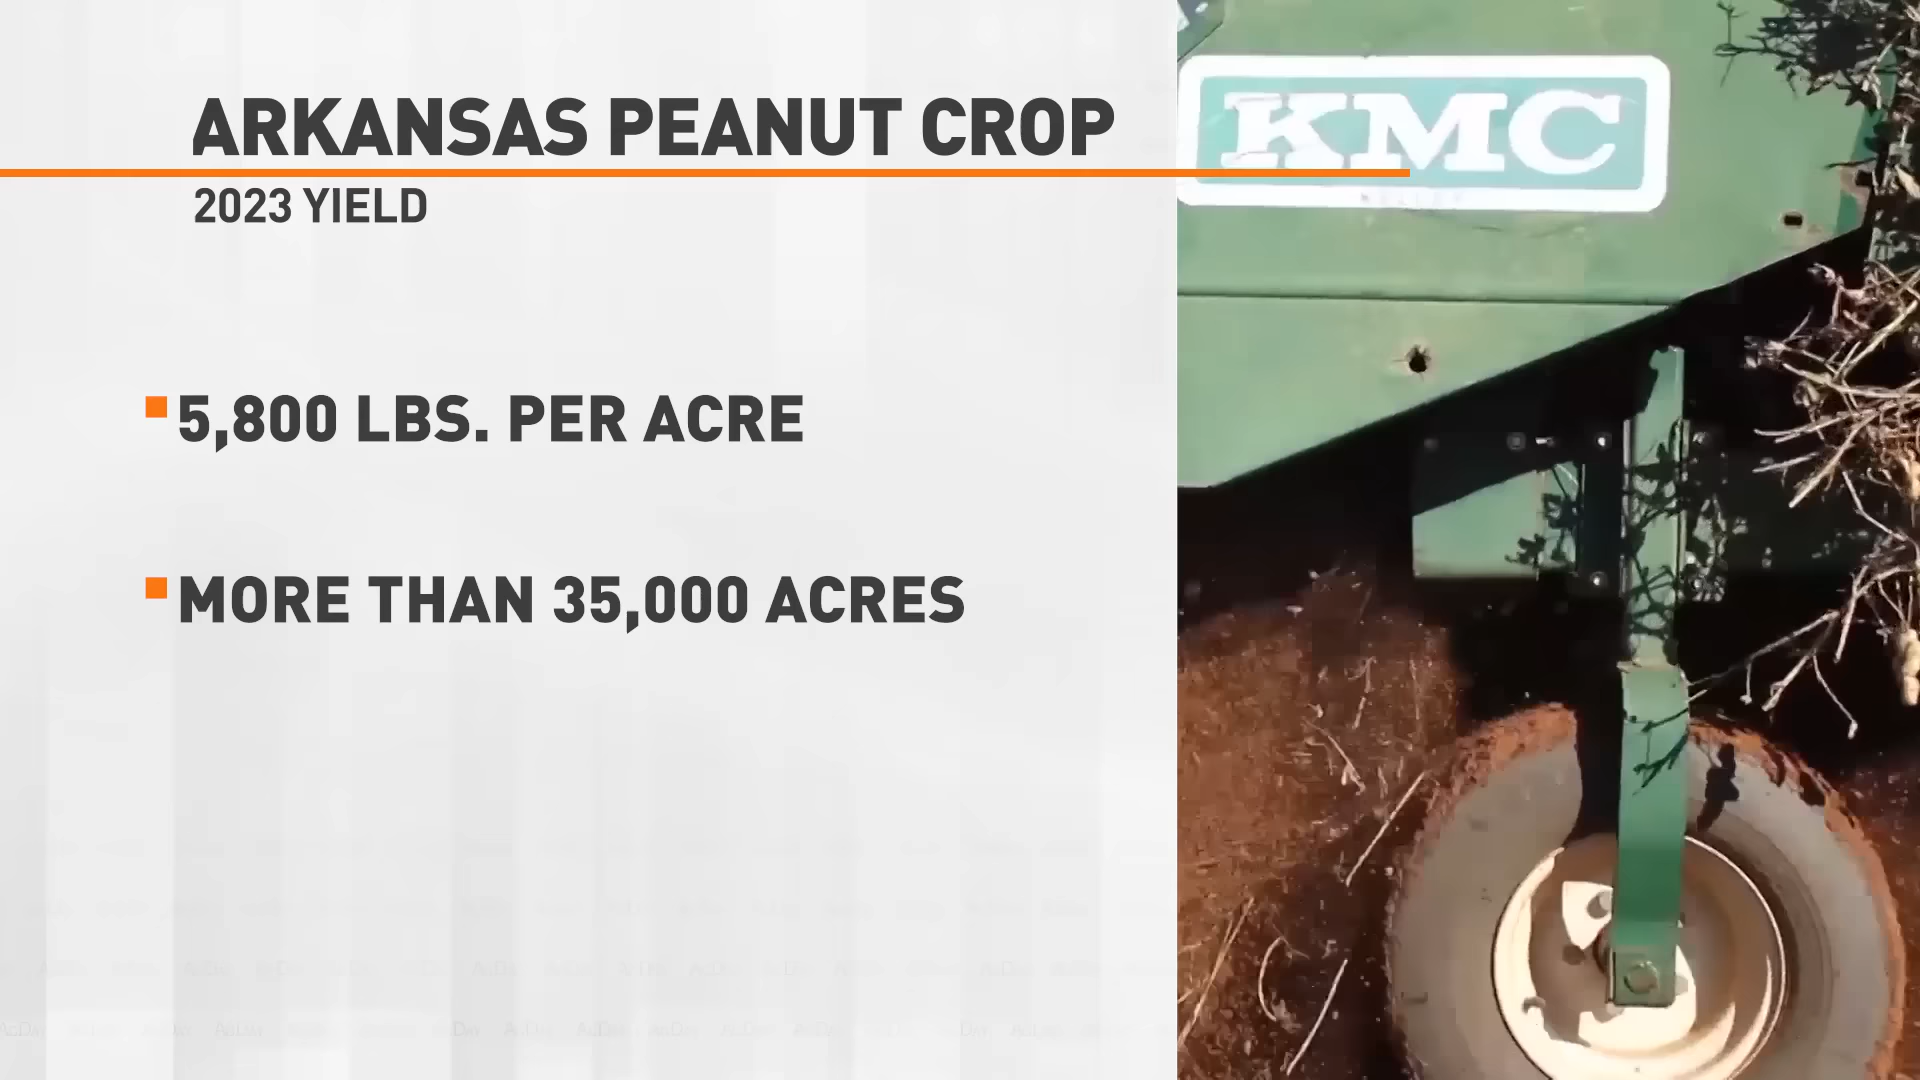 ARKANSAS PEANUT CROP
2023 YIELD
5,800 LBS. PER ACRE
MORE THAN 35,000 ACRES
KMC